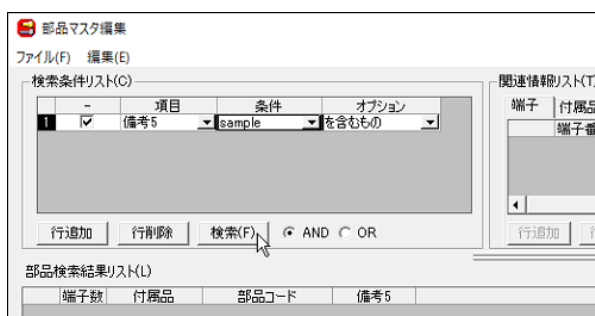 部品マスタ編集
ファイル(F) 編集(E)
検索条件リスト(C)
- 項目 条件 オプション
1 備考5 sample を含むもの
行追加 行削除 検索(F) AND OR
関連情報リスト(T)
端子 付属品
端子番
行追加
部品検索結果リスト(L)
端子数 付属品 部品コード 備考5